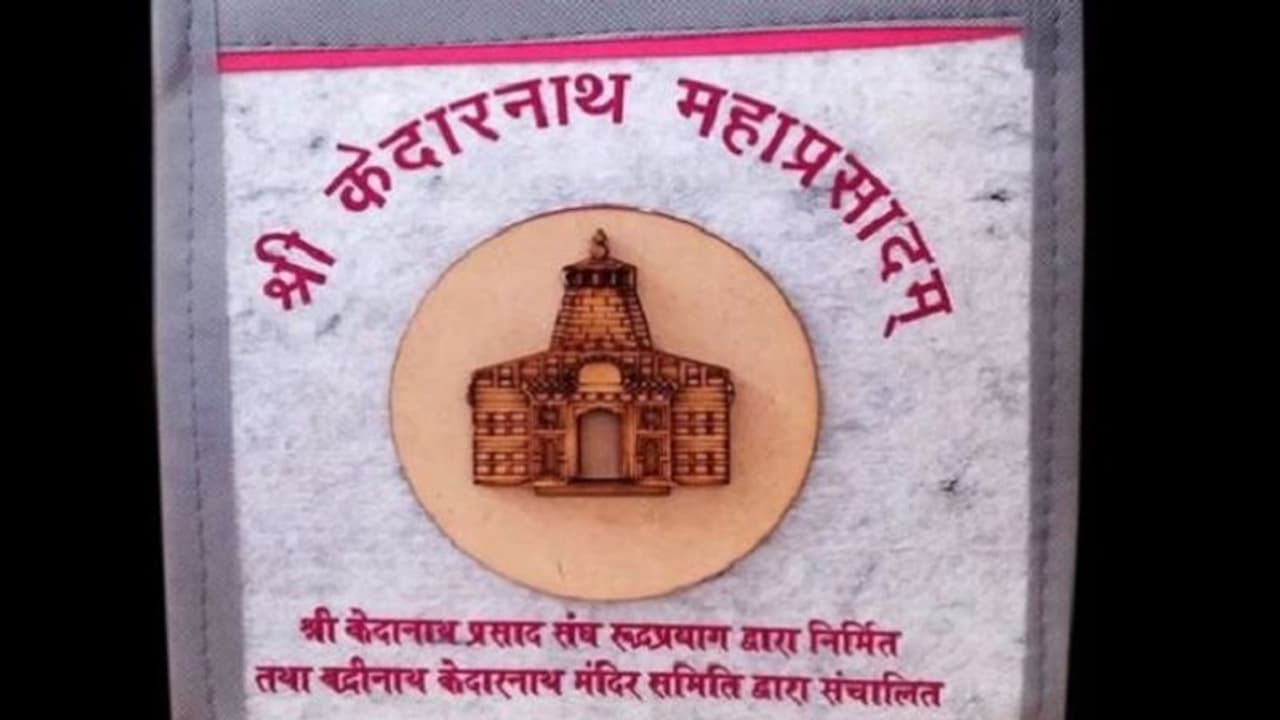 श्री केदारनाथ महाप्रसादम्
श्री केदानाथ प्रसाद संघ रूद्रप्रयाग द्वारा निर्मित
तथा बद्रीनाथ केदारनाथ मंदिर समिति द्वारा संचालित